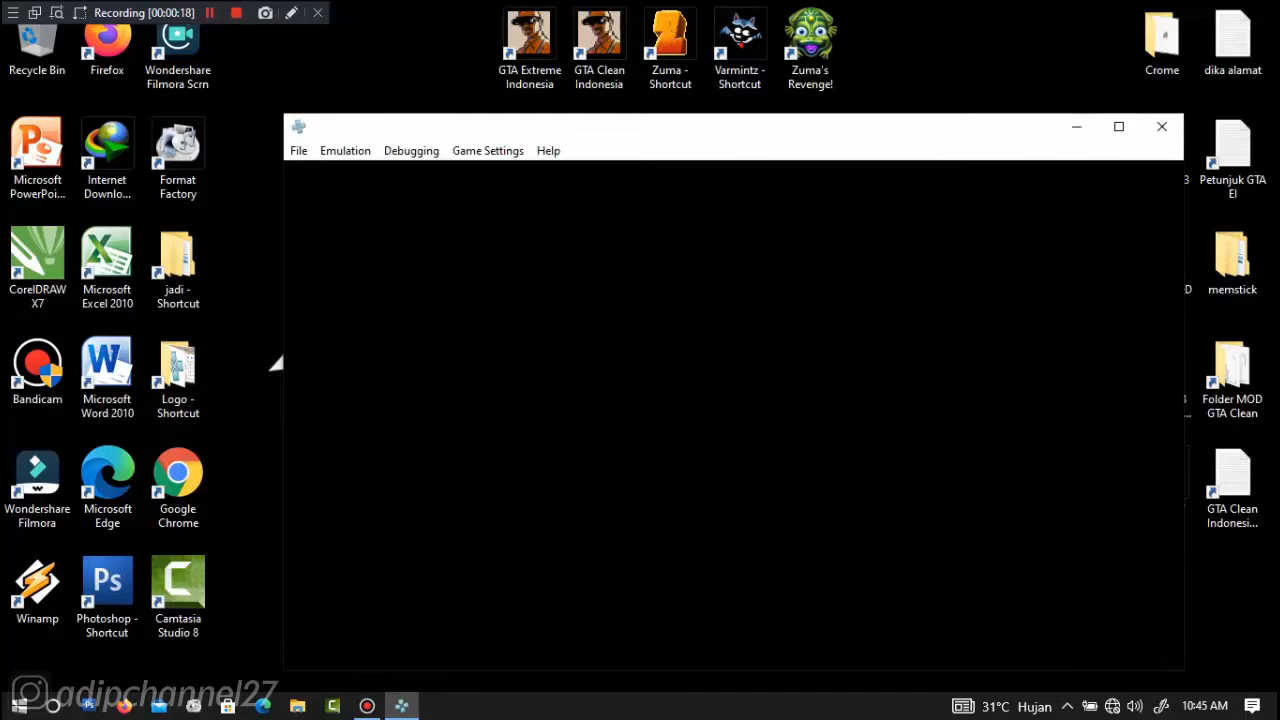 Recording [00:00:18]
Recycle Bin
Firefox
Wondershare
Filmora Scrn
GTA Extreme
Indonesia
GTA Clean
Indonesia
Zuma -
Shortcut
Varmintz -
Shortcut
Zuma's
Revenge!
Crome
dika alamat
File Emulation Debugging Game Settings Help
Microsoft
PowerPoi...
Internet
Downlo...
Format
Factory
3
Petunjuk GTA
EI
CorelDRAW
X7
Microsoft
Excel 2010
jadi -
Shortcut
D
memstick
Bandicam
Microsoft
Word 2010
Logo -
Shortcut
3
...
Folder MOD
GTA Clean
Wondershare
Filmora
Microsoft
Edge
Google
Chrome
GTA Clean
Indonesi...
Winamp
Photoshop -
Shortcut
Camtasia
Studio 8
adipchannel27
31°C Hujan 10:45 AM